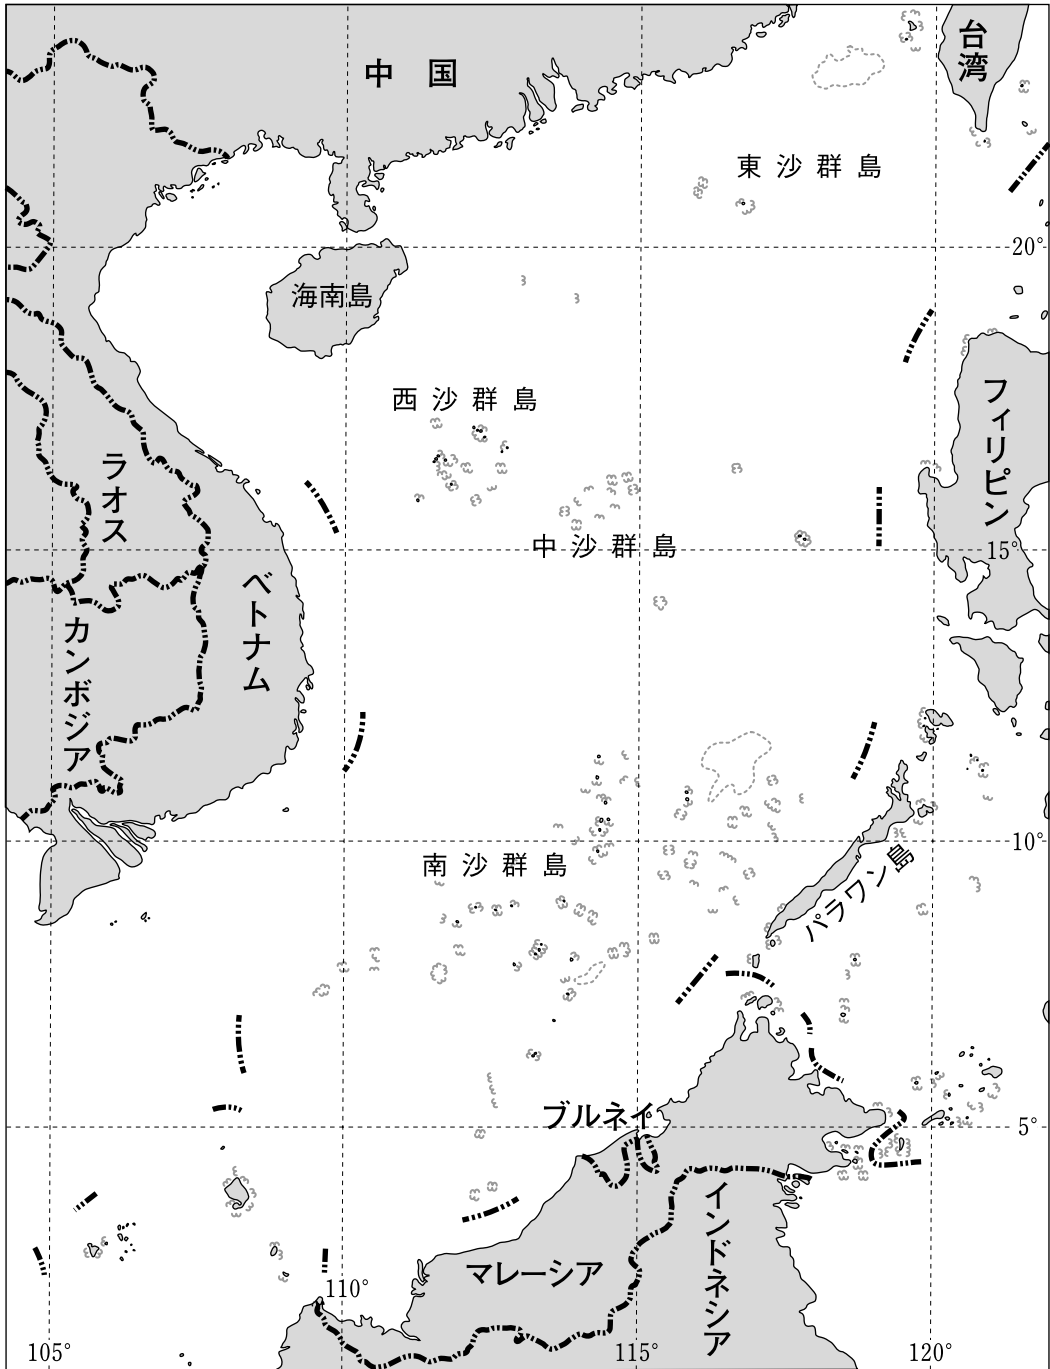 中国
台湾
東沙群島
20°
海南島
西沙群島
フィリピン
ラオス
中沙群島
15°
ベトナム
カンボジア
10°
南沙群島
パラワン島
ブルネイ
5°
インドネシア
マレーシア
110°
105°
115°
120°